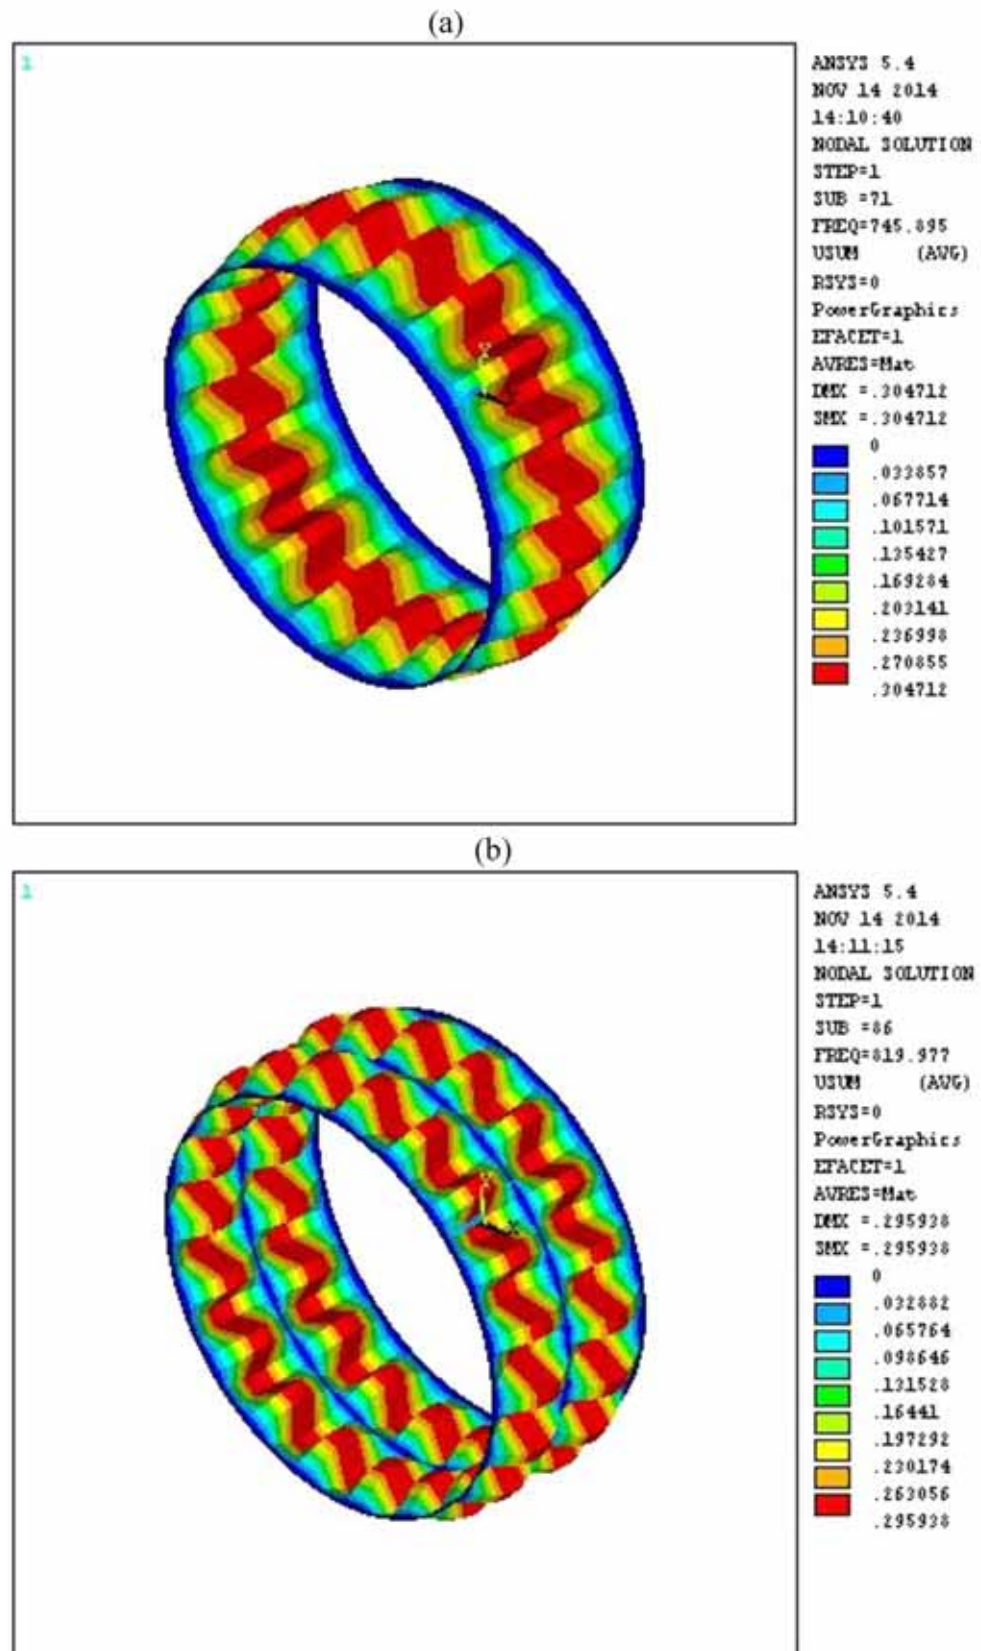 (a)
1
ANSYS 5.4
NOV 14 2014
14:10:40
NODAL SOLUTION
STEP=1
SUB =71
FREQ=745.895
USUM (AVG)
RSYS=0
PowerGraphics
EFACET=1
AVRES=Mat
DMX =.304712
SMX =.304712
0
.033857
.067714
.101571
.135427
.169284
.203141
.236998
.270855
.304712
(b)
1
ANSYS 5.4
NOV 14 2014
14:11:15
NODAL SOLUTION
STEP=1
SUB =86
FREQ=819.977
USUM (AVG)
RSYS=0
PowerGraphics
EFACET=1
AVRES=Mat
DMX =.295938
SMX =.295938
Y
X
0
.032882
.065764
.098646
.131528
.16441
.197292
.230174
.263056
.295938